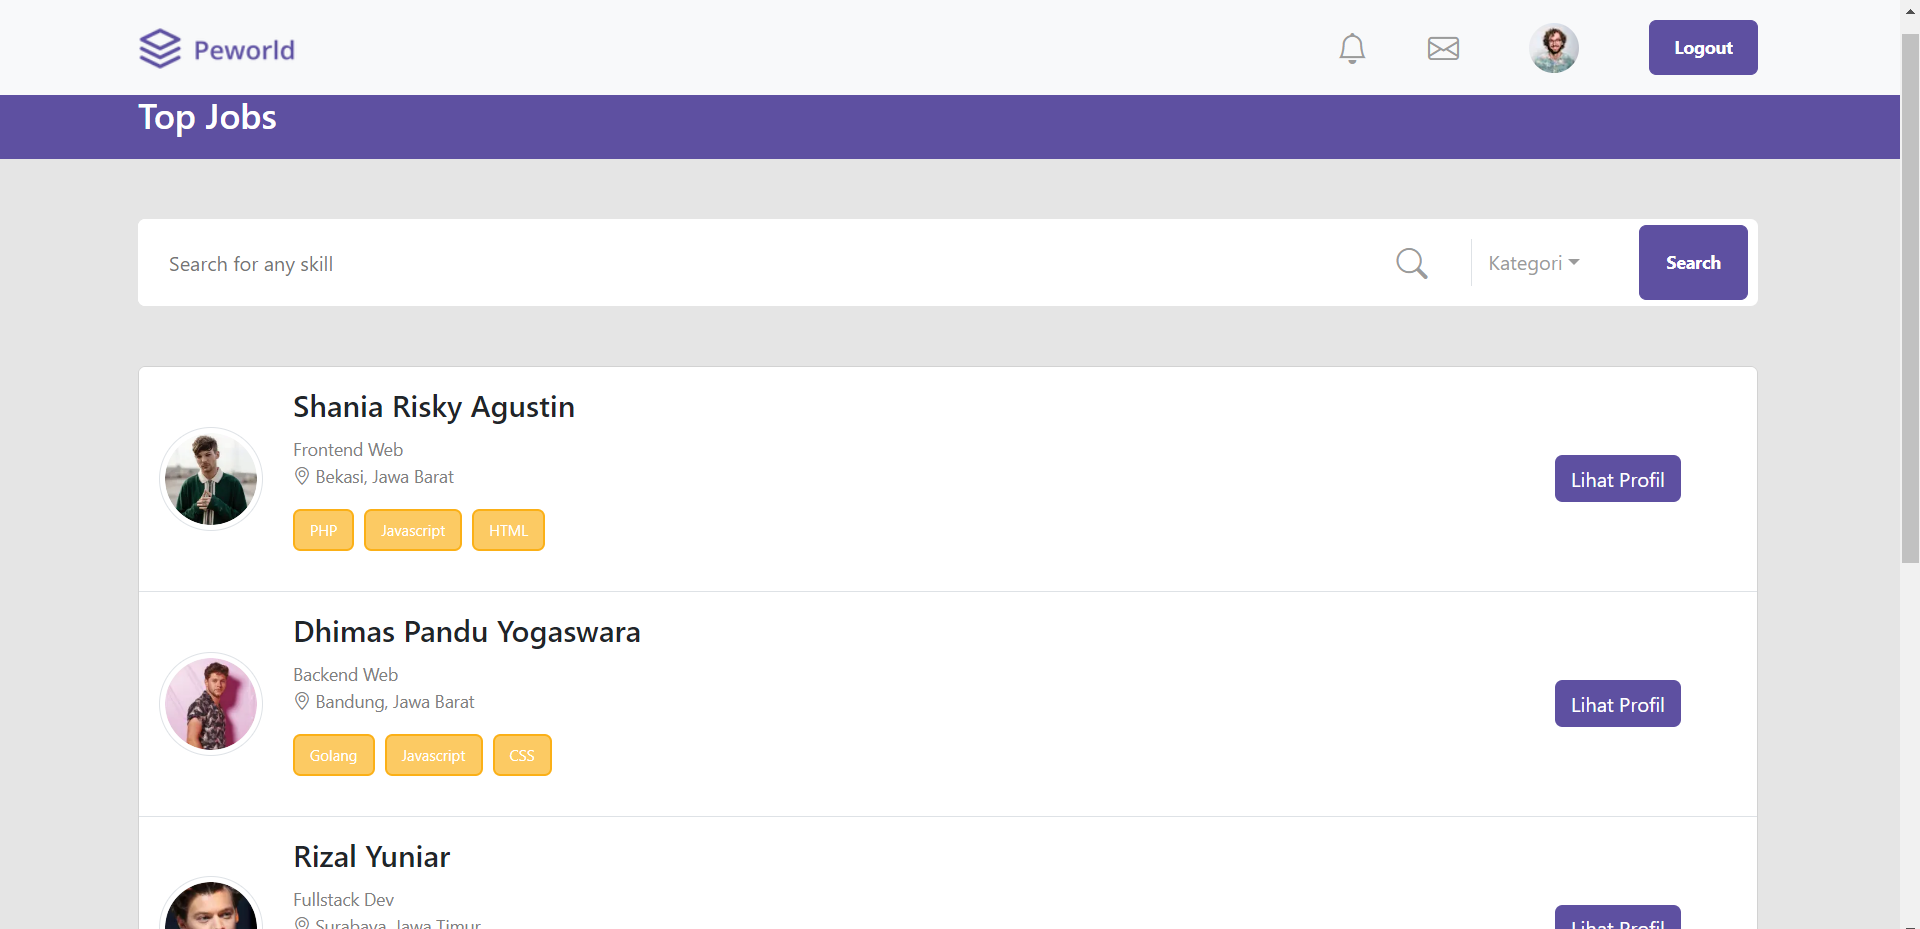 Peworld
Logout
Top Jobs
Search for any skill
Kategori
Search
Shania Risky Agustin
Frontend Web
Bekasi, Jawa Barat
PHP Javascript HTML
Lihat Profil
Dhimas Pandu Yogaswara
Backend Web
Bandung, Jawa Barat
Golang Javascript CSS
Lihat Profil
Rizal Yuniar
Fullstack Dev
Surabaya, Jawa Timur
Lihat Profil